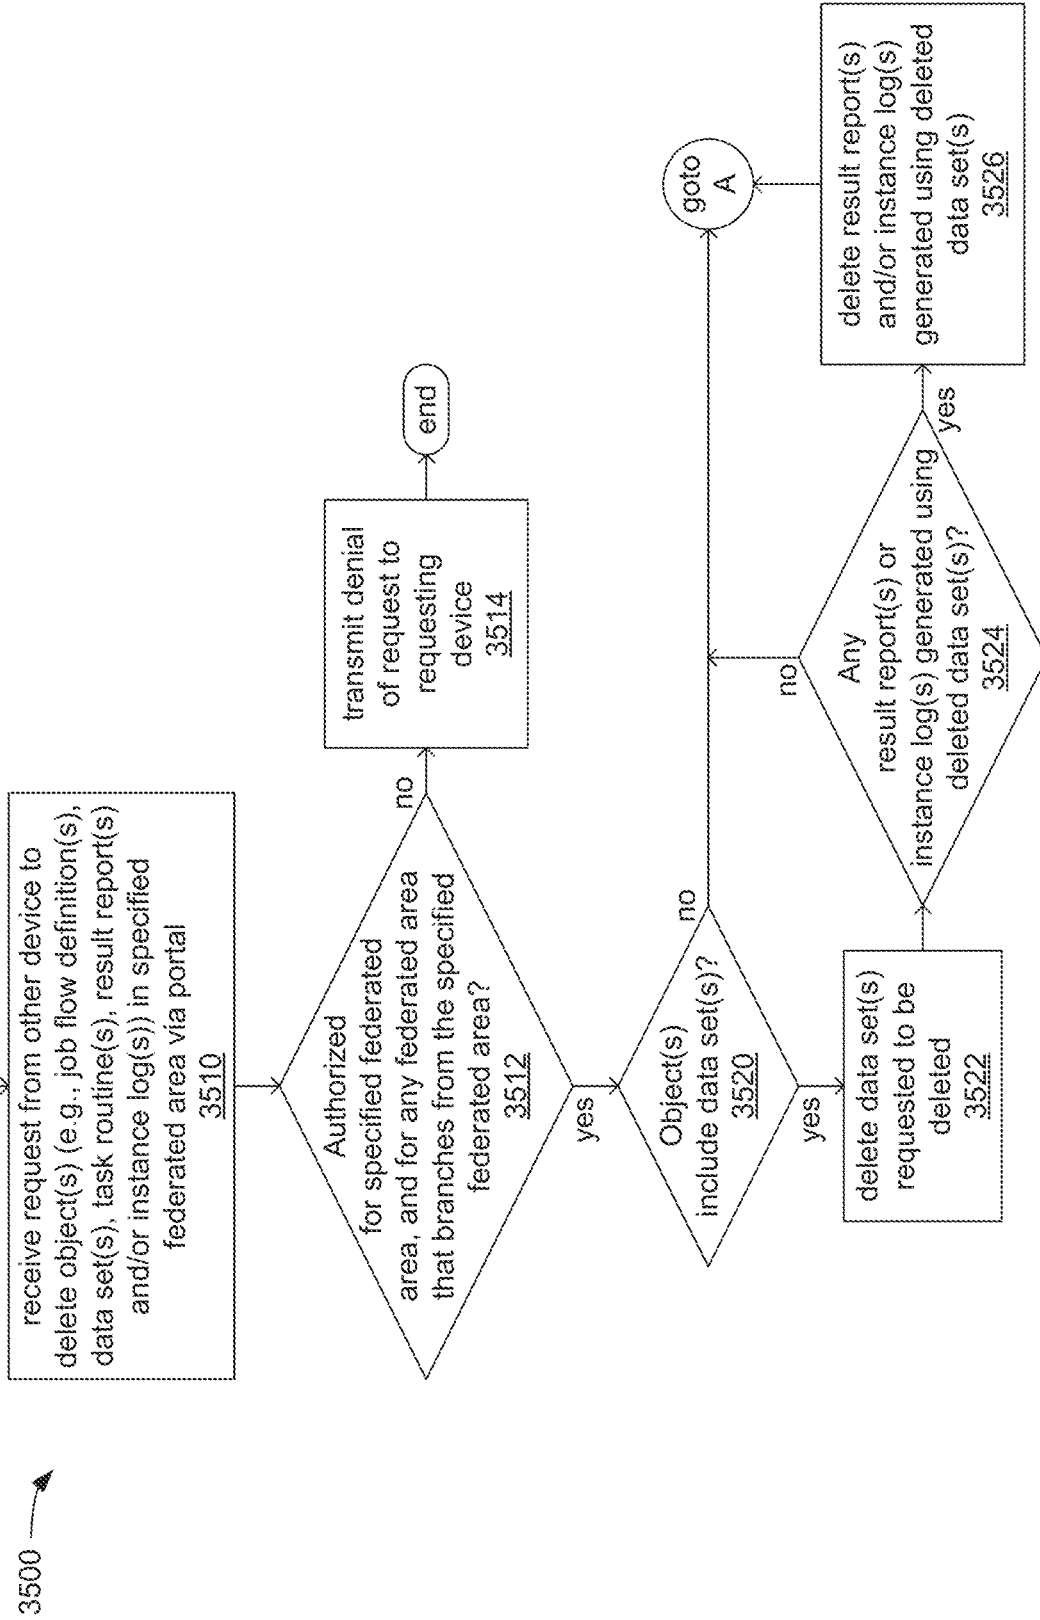 3500
receive request from other device to
delete object(s) (e.g., job flow definition(s),
data set(s), task routine(s), result report(s)
and/or instance log(s)) in specified
federated area via portal
3510
Authorized
for specified federated
area, and for any federated area
that branches from the specified
federated area?
3512
no
transmit denial
of request to
requesting
device
3514
end
yes
Object(s)
include data set(s)?
3520
no
goto
A
yes
delete data set(s)
requested to be
deleted
3522
Any
result report(s) or
instance log(s) generated using
deleted data set(s)?
3524
no
yes
delete result report(s)
and/or instance log(s)
generated using deleted
data set(s)
3526